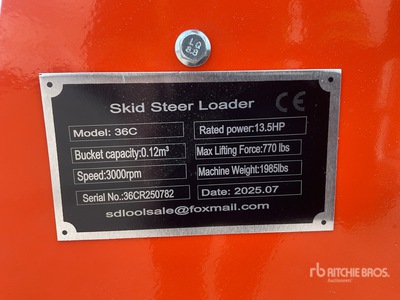 LQ
8.8
Skid Steer Loader CE
Model: 36C
Rated power:13.5HP
Bucket capacity:0.12m³
Max Lifting Force:770 lbs
Speed:3000rpm
Machine Weight:1985lbs
Serial No.:36CR250782
Date: 2025.07
sdloolsale@foxmail.com
rb RITCHIE BROS.
Auctioneers